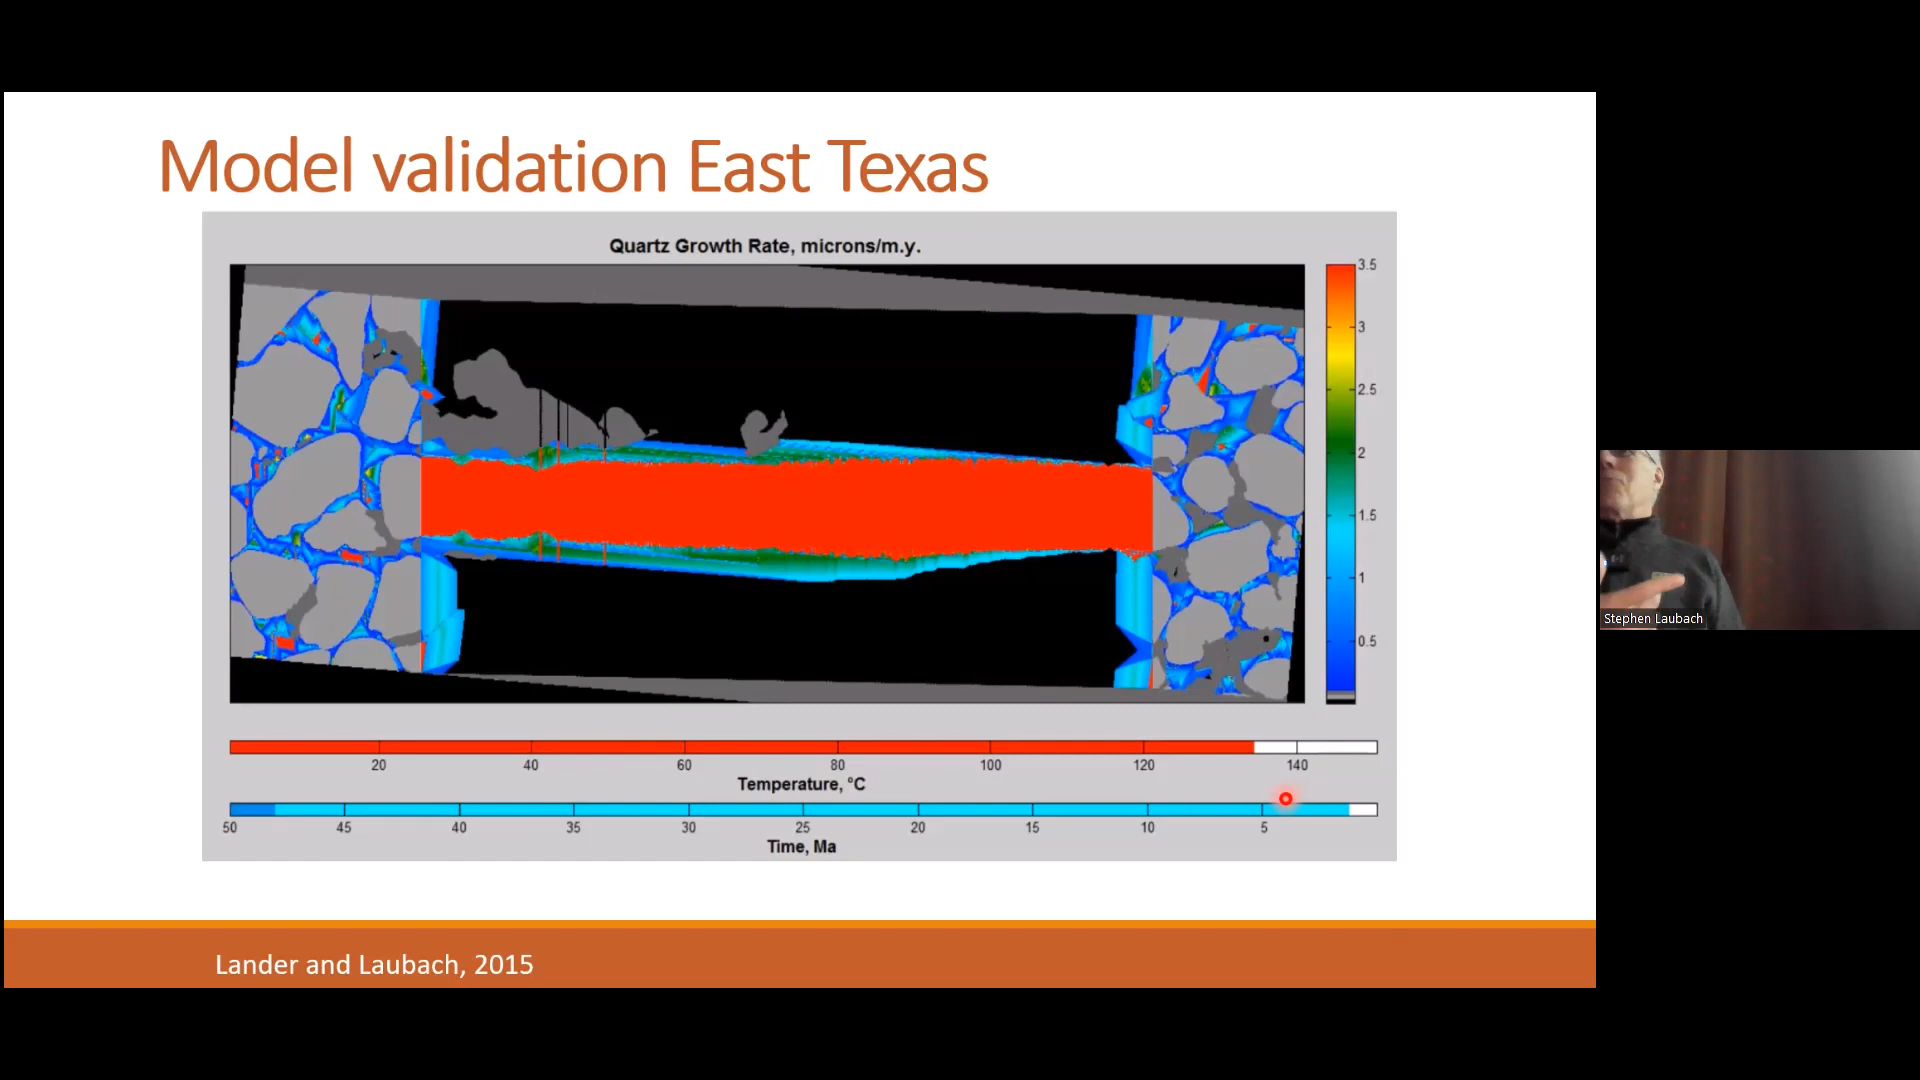 Model validation East Texas
Quartz Growth Rate, microns/m.y.
3.5
3
2.5
2
1.5
1
0.5
20 40 60 80 100 120 140
Temperature, °C
50 45 40 35 30 25 20 15 10 5
Time, Ma
Stephen Laubach
Lander and Laubach, 2015